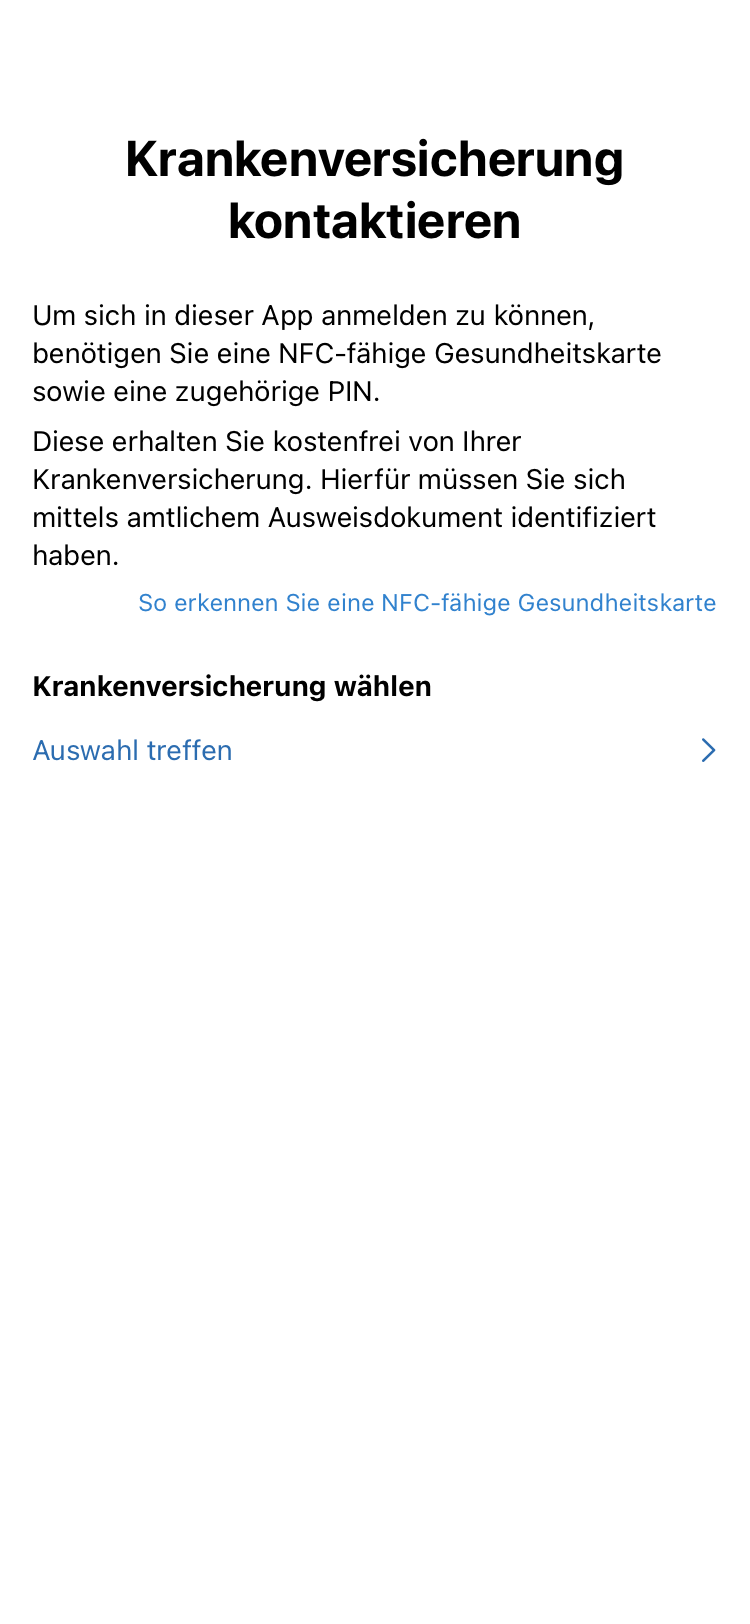 Krankenversicherung
kontaktieren
Um sich in dieser App anmelden zu können,
benötigen Sie eine NFC-fähige Gesundheitskarte
sowie eine zugehörige PIN.
Diese erhalten Sie kostenfrei von Ihrer
Krankenversicherung. Hierfür müssen Sie sich
mittels amtlichem Ausweisdokument identifiziert
haben.
So erkennen Sie eine NFC-fähige Gesundheitskarte
Krankenversicherung wählen
Auswahl treffen